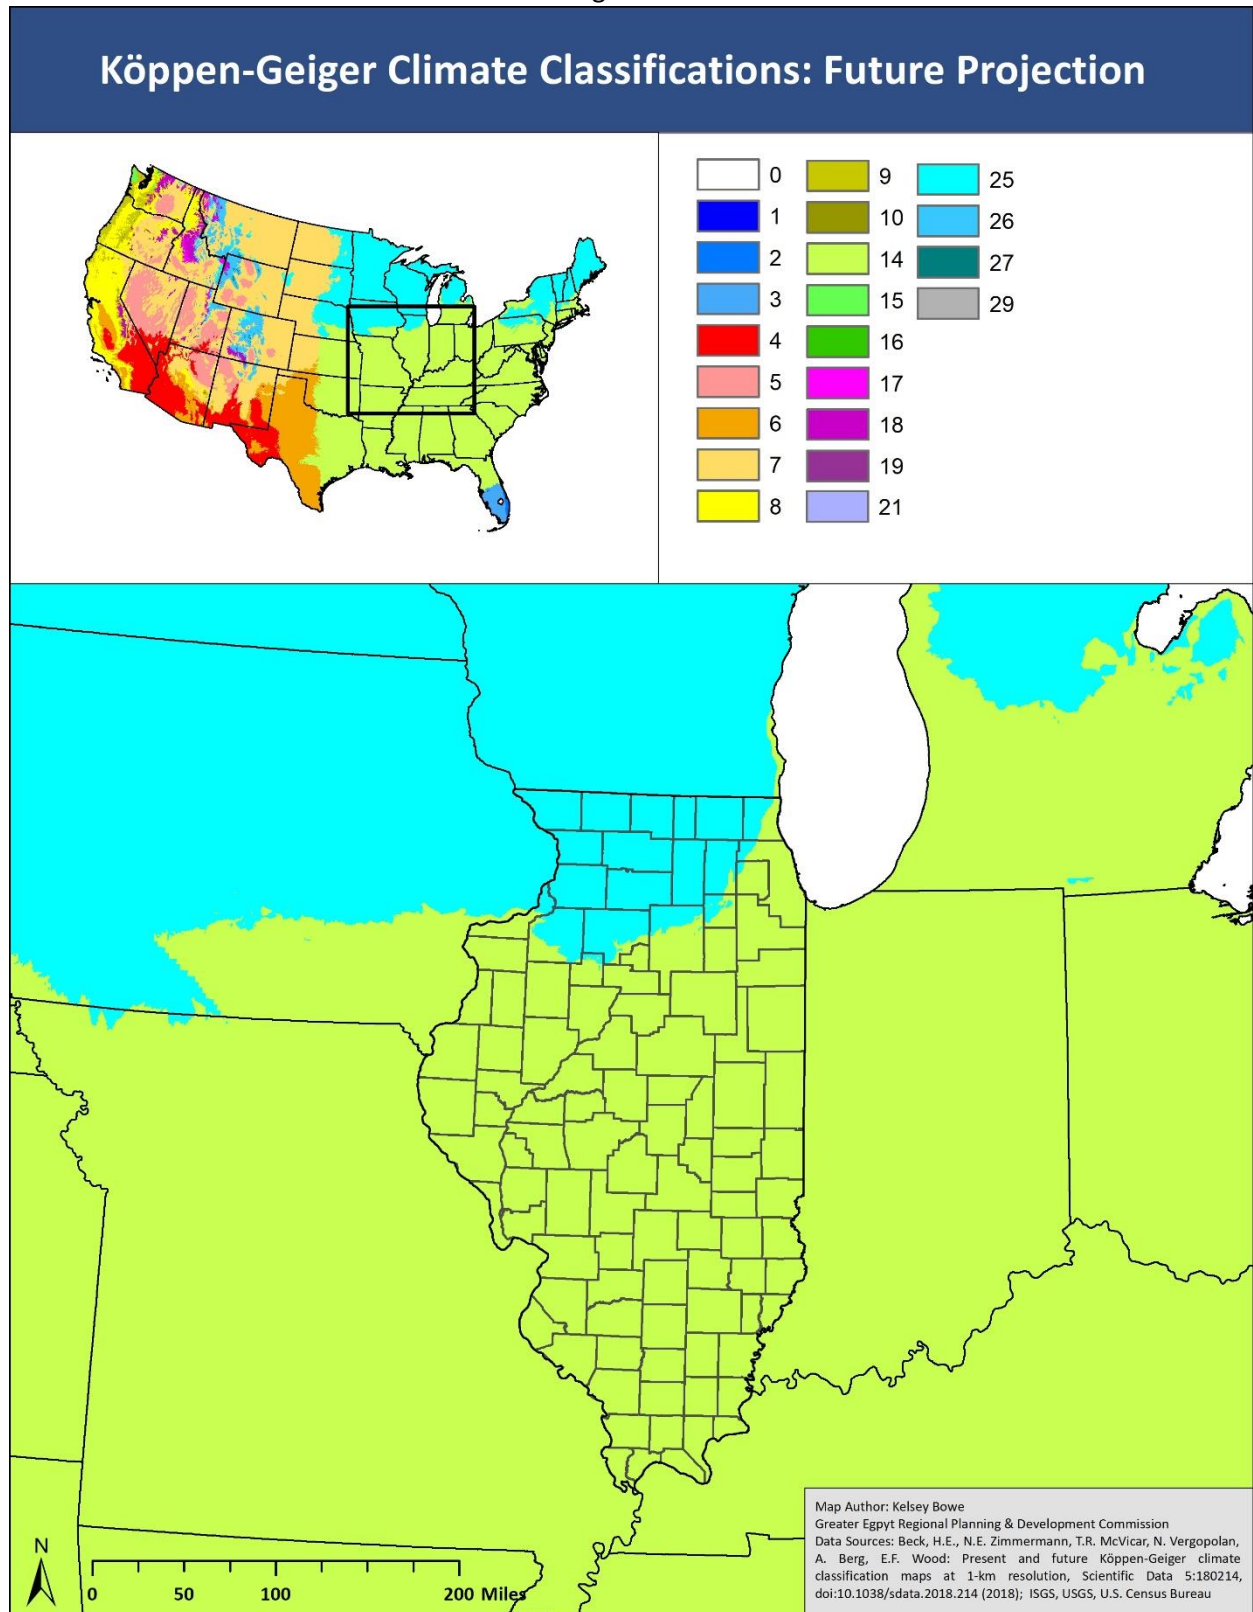 Köppen-Geiger Climate Classifications: Future Projection
0
1
2
3
4
5
6
7
8
9
10
14
15
16
17
18
19
21
25
26
27
29
N
0 50 100 200 Miles
Map Author: Kelsey Bowe
Greater Egpyt Regional Planning & Development Commission
Data Sources: Beck, H.E., N.E. Zimmermann, T.R. McVicar, N. Vergopolan,
A. Berg, E.F. Wood: Present and future Köppen-Geiger climate
classification maps at 1-km resolution, Scientific Data 5:180214,
doi:10.1038/sdata.2018.214 (2018); ISGS, USGS, U.S. Census Bureau